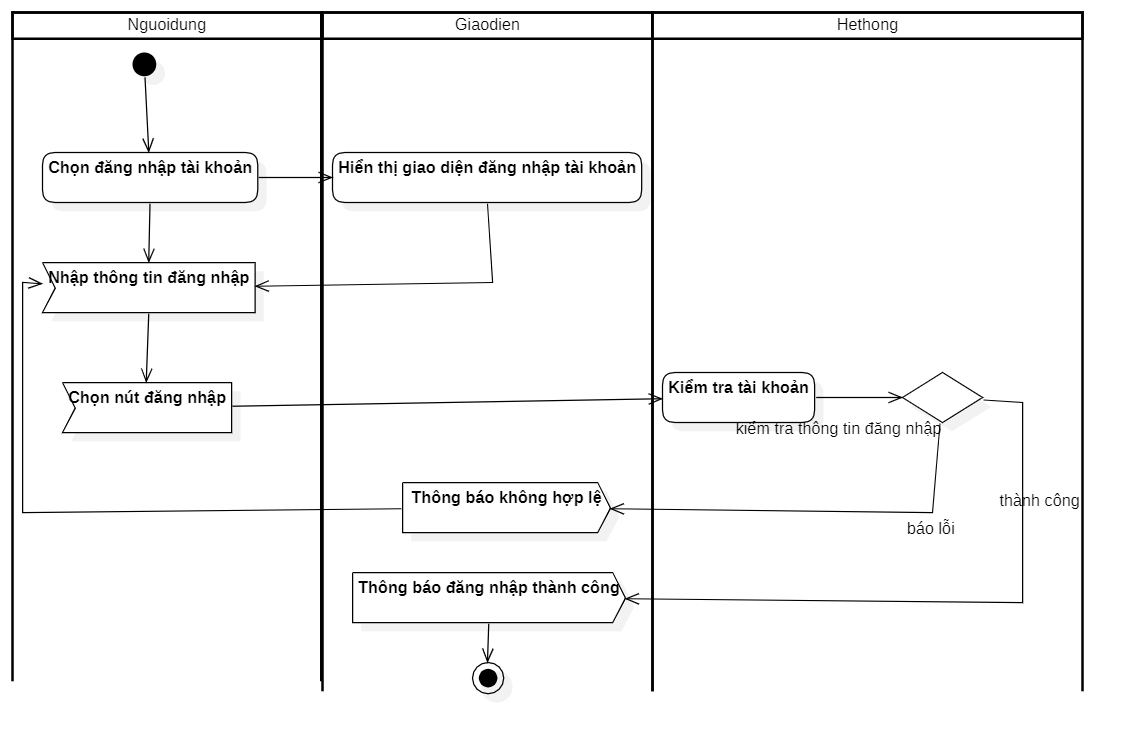 Nguoidung
Giaodien
Hethong
Chọn đăng nhập tài khoản
Hiển thị giao diện đăng nhập tài khoản
Nhập thông tin đăng nhập
Chọn nút đăng nhập
Kiểm tra tài khoản
kiểm tra thông tin đăng nhập
Thông báo không hợp lệ
thành công
báo lỗi
Thông báo đăng nhập thành công